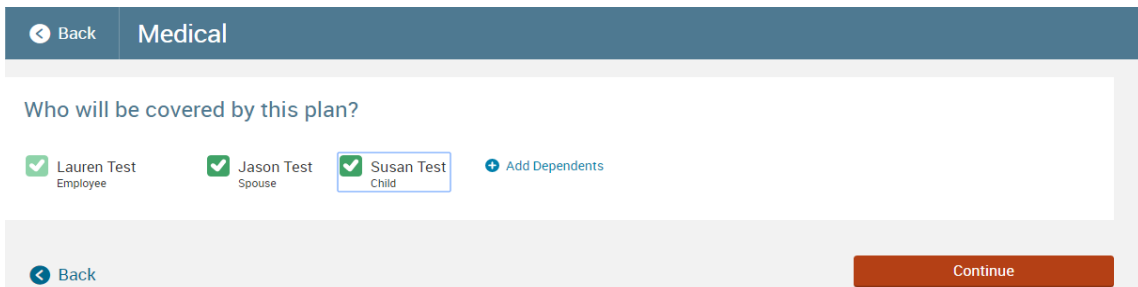 Back Medical
Who will be covered by this plan?
Lauren Test Jason Test Susan Test Add Dependents
Employee Spouse Child
Back Continue